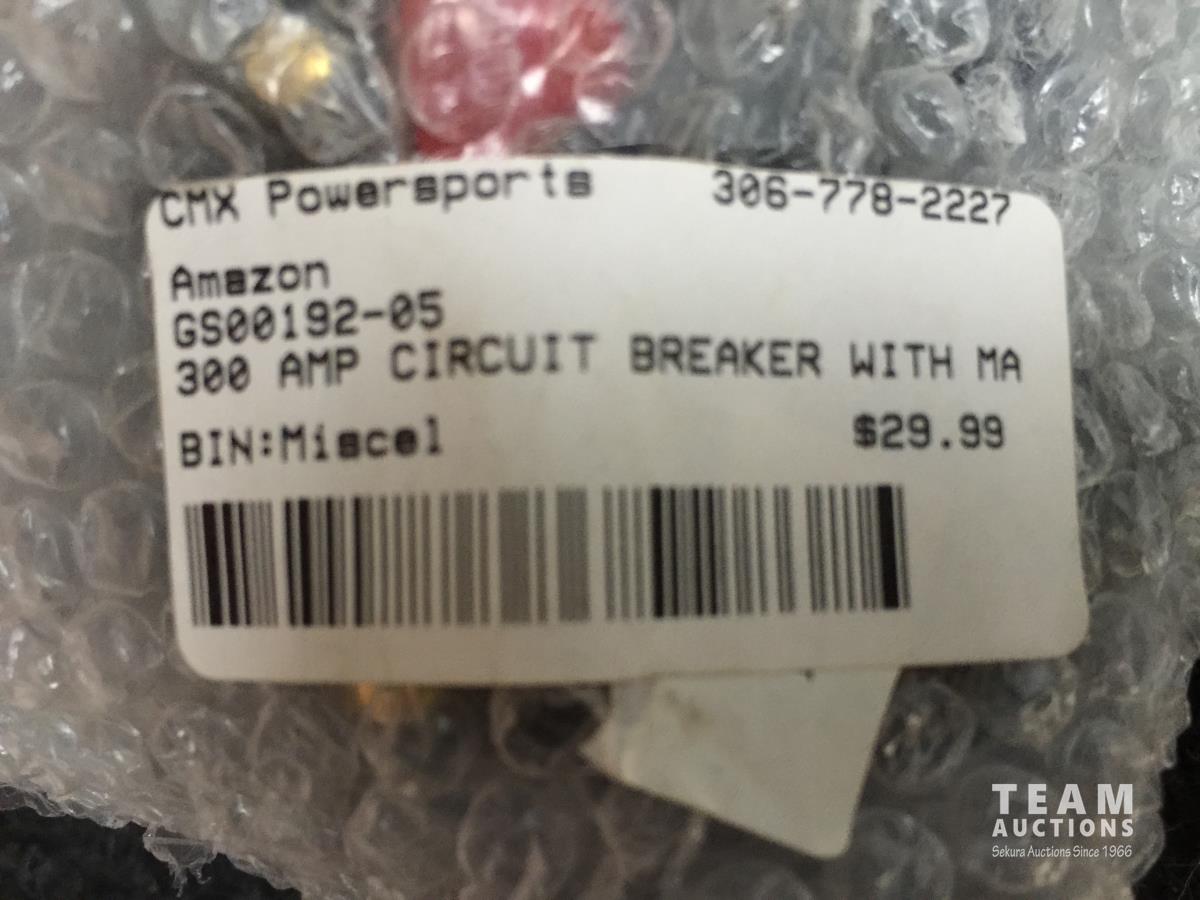 CMX Powersports 306-778-2227
Amazon
GS00192-05
300 AMP CIRCUIT BREAKER WITH MA
BIN:Miscel $29.99
TEAM
AUCTIONS
Sekura Auctions Since 1966